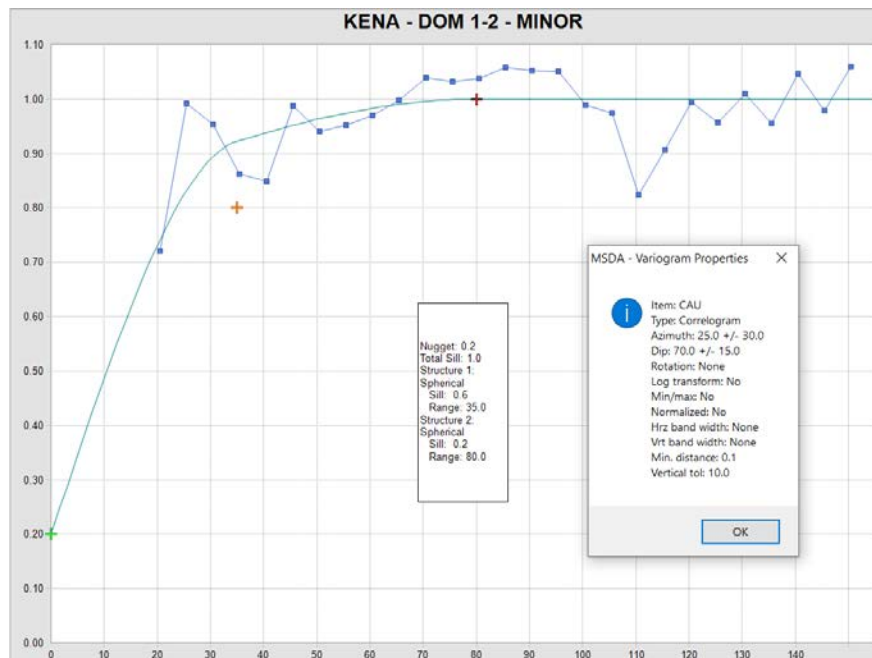 KENA - DOM 1-2 - MINOR
1.10
1.00
0.90
0.80
0.70
0.60
0.50
0.40
0.30
0.20
0.10
0.00
0
10
20
30
40
50
60
70
80
90
100
110
120
130
140
Nugget: 0.2
Total Sill: 1.0
Structure 1:
Spherical
Sill: 0.6
Range: 35.0
Structure 2:
Spherical
Sill: 0.2
Range: 80.0
MSDA - Variogram Properties
Item: CAU
Type: Correlogram
Azimuth: 25.0 +/- 30.0
Dip: 70.0 +/- 15.0
Rotation: None
Log transform: No
Min/max: No
Normalized: No
Hrz band width: None
Vrt band width: None
Min. distance: 0.1
Vertical tol: 10.0
OK